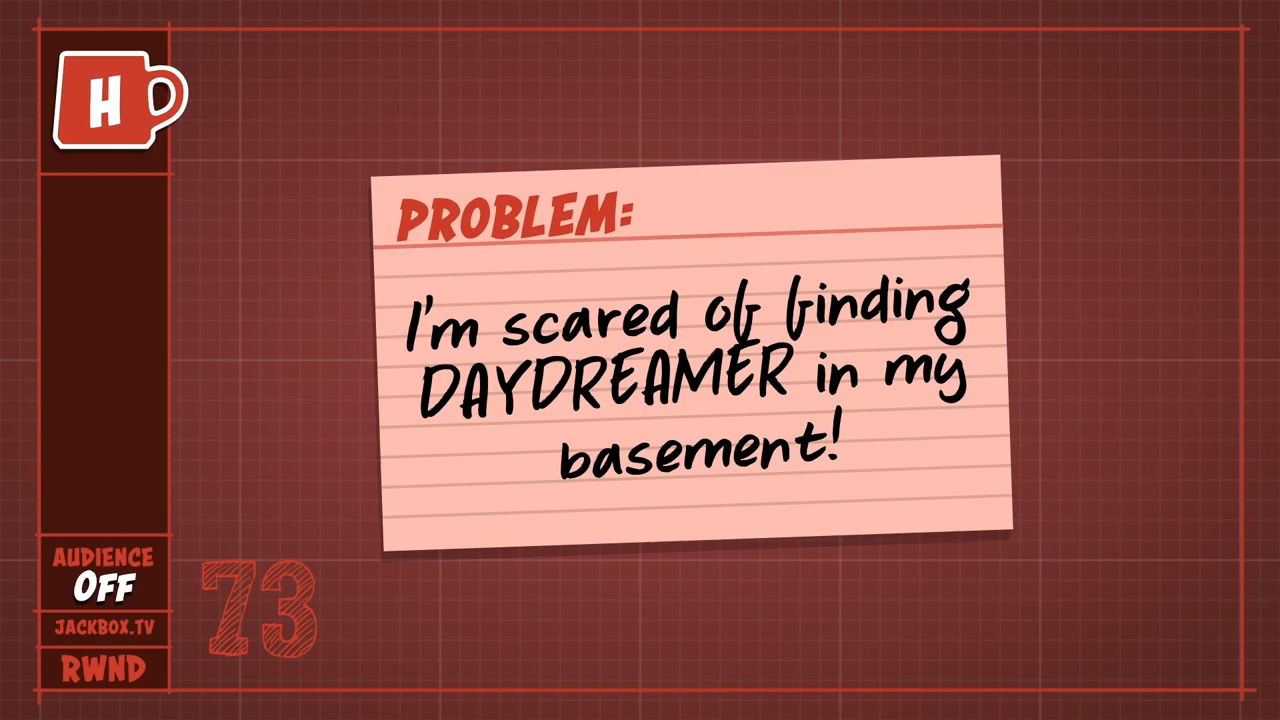 H
PROBLEM:
I'm scared of finding
DAYDREAMER in my
basement!
AUDIENCE
OFF
JACKBOX.TV
RWND
73